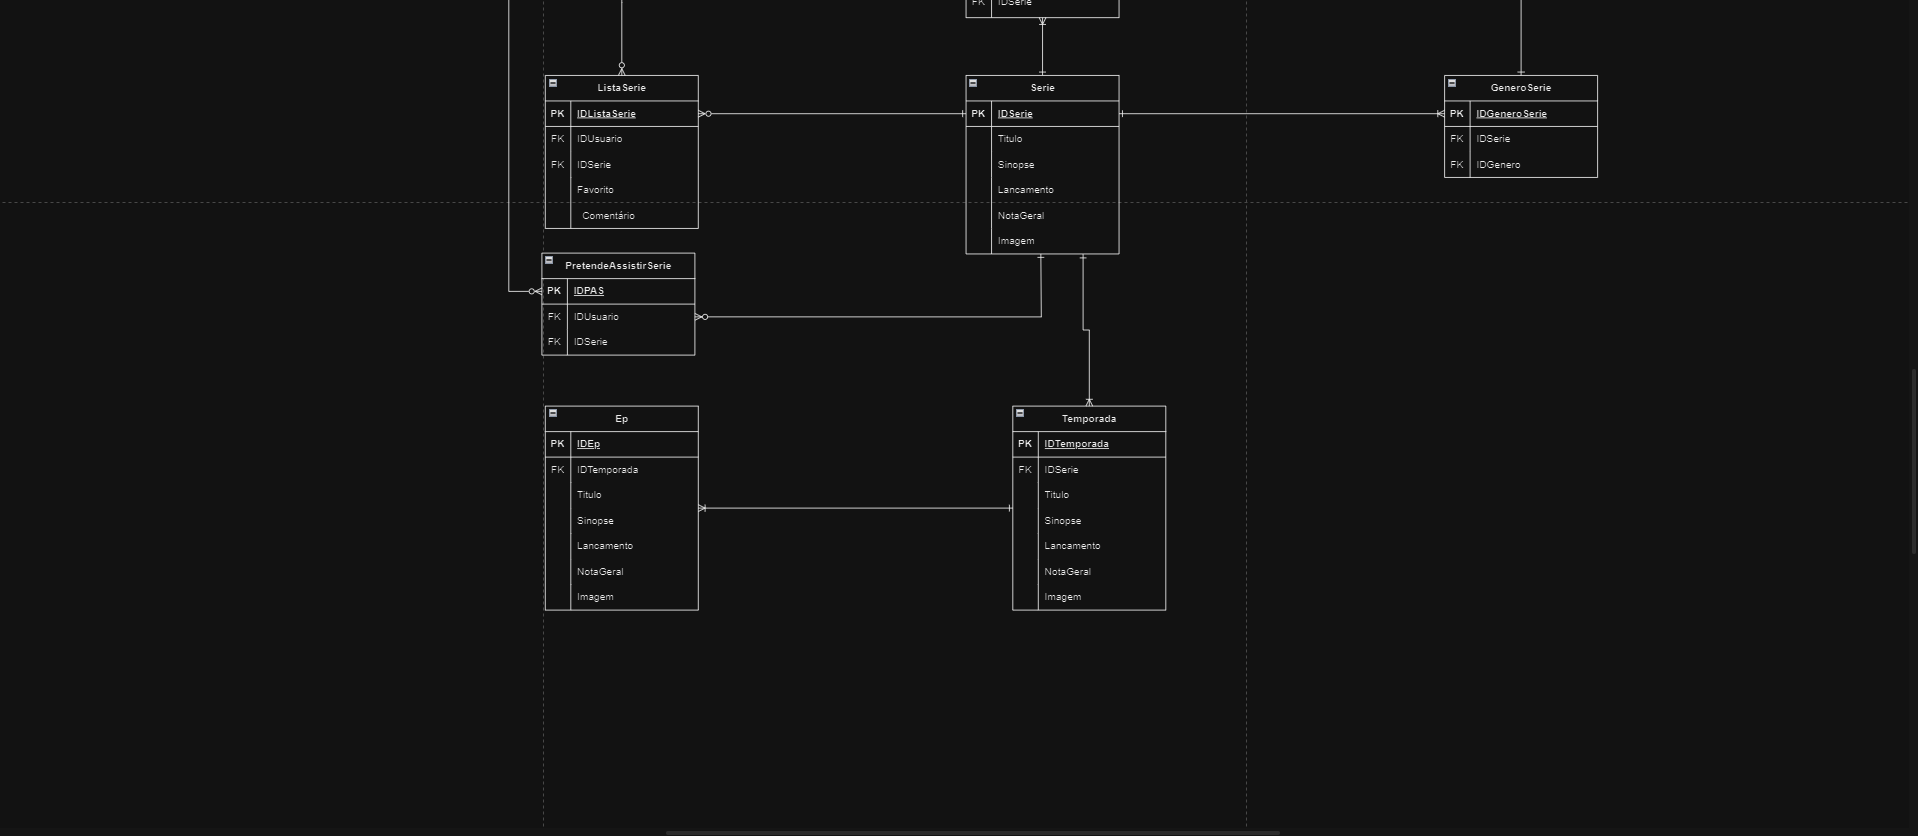 FK IDSerie
ListaSerie
PK IDListaSerie
FK IDUsuario
FK IDSerie
Favorito
Comentário
Serie
PK IDSerie
Titulo
Sinopse
Lancamento
NotaGeral
Imagem
GeneroSerie
PK IDGeneroSerie
FK IDSerie
FK IDGenero
PretendeAssistirSerie
PK IDPAS
FK IDUsuario
FK IDSerie
Ep
PK IDEp
FK IDTemporada
Titulo
Sinopse
Lancamento
NotaGeral
Imagem
Temporada
PK IDTemporada
FK IDSerie
Titulo
Sinopse
Lancamento
NotaGeral
Imagem